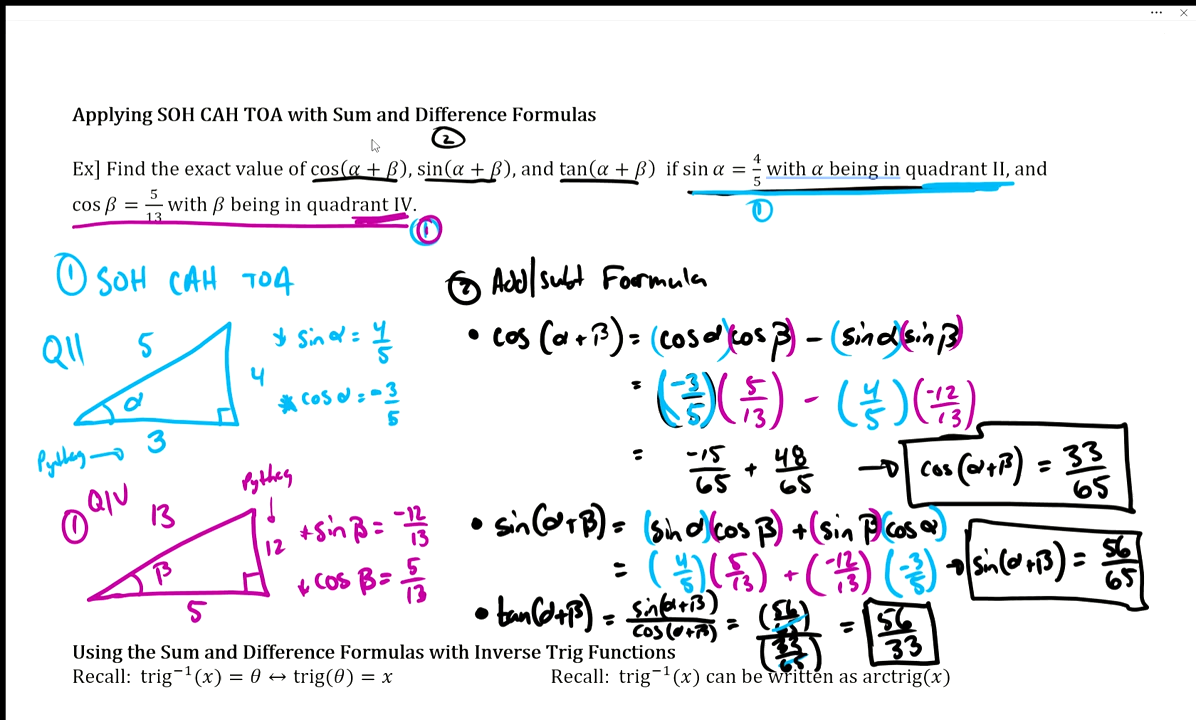 Applying SOH CAH TOA with Sum and Difference Formulas
②
Ex] Find the exact value of cos(α + β), sin(α + β), and tan(α + β) if sin α = 4/5 with α being in quadrant II, and
cos β = 5/13 with β being in quadrant IV.
①
①
① SOH CAH TOA
QII
5
4
3
α
Pythag →
* sin α = 4/5
* cos α = -3/5
① QIV
13
Pythag ↓
12
5
β
* sin β = -12/13
* cos β = 5/13
② Add/subt Formula
• cos(α+β) = (cos α)(cos β) - (sin α)(sin β)
= (-3/5)(5/13) - (4/5)(-12/13)
= -15/65 + 48/65 → cos(α+β) = 33/65
• sin(α+β) = (sin α)(cos β) + (sin β)(cos α)
= (4/5)(5/13) + (-12/13)(-3/5) → sin(α+β) = 56/65
• tan(α+β) = sin(α+β)/cos(α+β) = (56/65)/(33/65) = 56/33
Using the Sum and Difference Formulas with Inverse Trig Functions
Recall: trig⁻¹(x) = θ ↔ trig(θ) = x
Recall: trig⁻¹(x) can be written as arctrig(x)